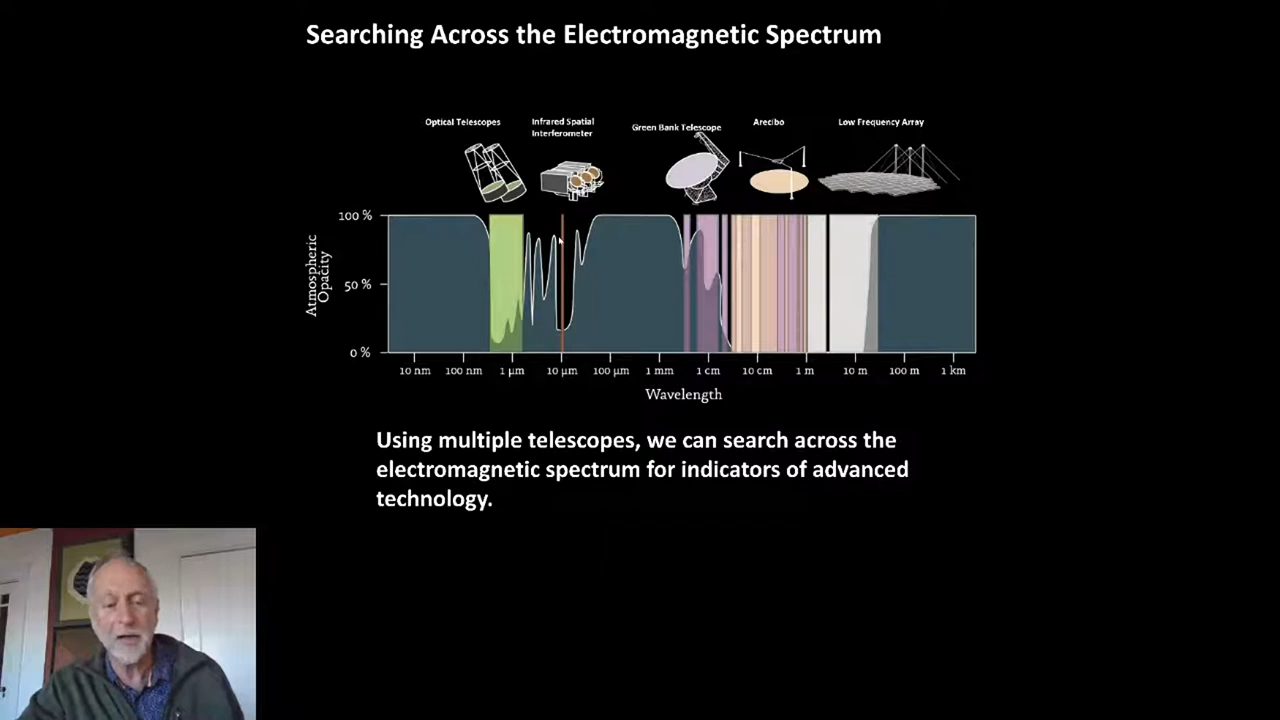 Searching Across the Electromagnetic Spectrum
Optical Telescopes
Infrared Spatial
Interferometer
Green Bank Telescope
Arecibo
Low Frequency Array
Atmospheric
Opacity
100 %
50 %
0 %
10 nm
100 nm
1 μm
10 μm
100 μm
1 mm
1 cm
10 cm
1 m
10 m
100 m
1 km
Wavelength
Using multiple telescopes, we can search across the
electromagnetic spectrum for indicators of advanced
technology.